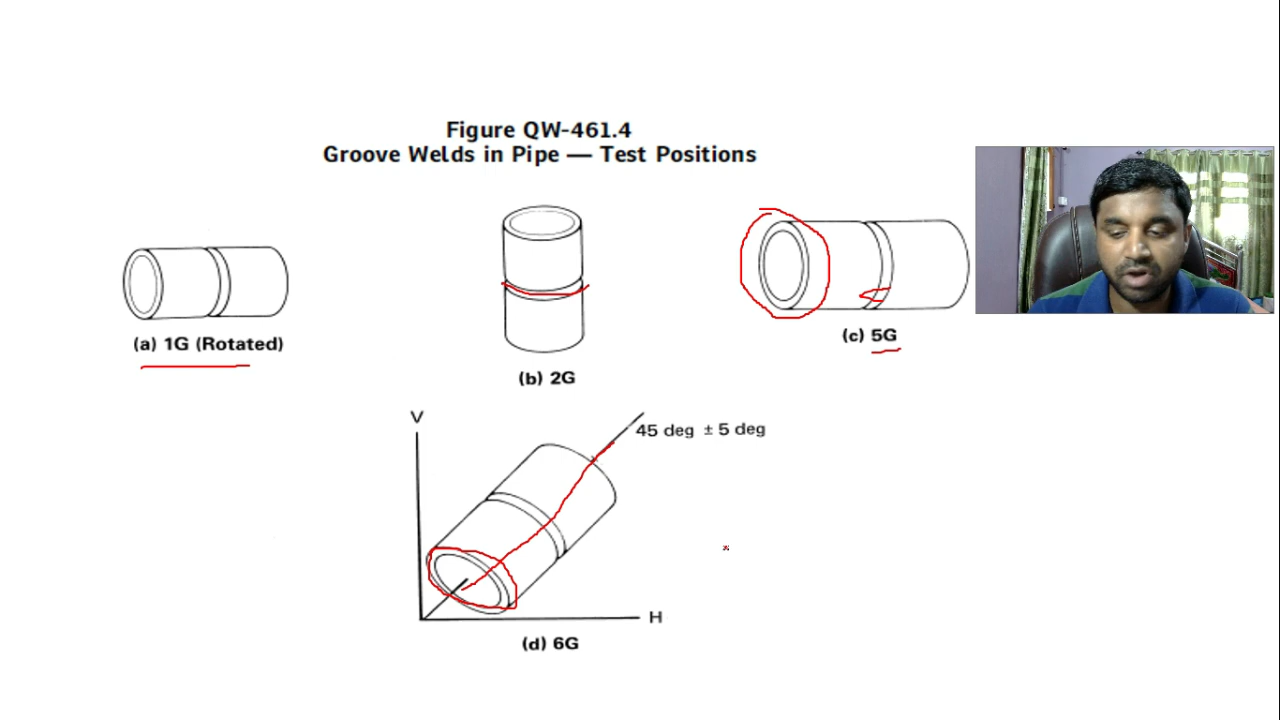 Figure QW-461.4
Groove Welds in Pipe — Test Positions
(a) 1G (Rotated)
(b) 2G
(c) 5G
V
45 deg ± 5 deg
H
(d) 6G